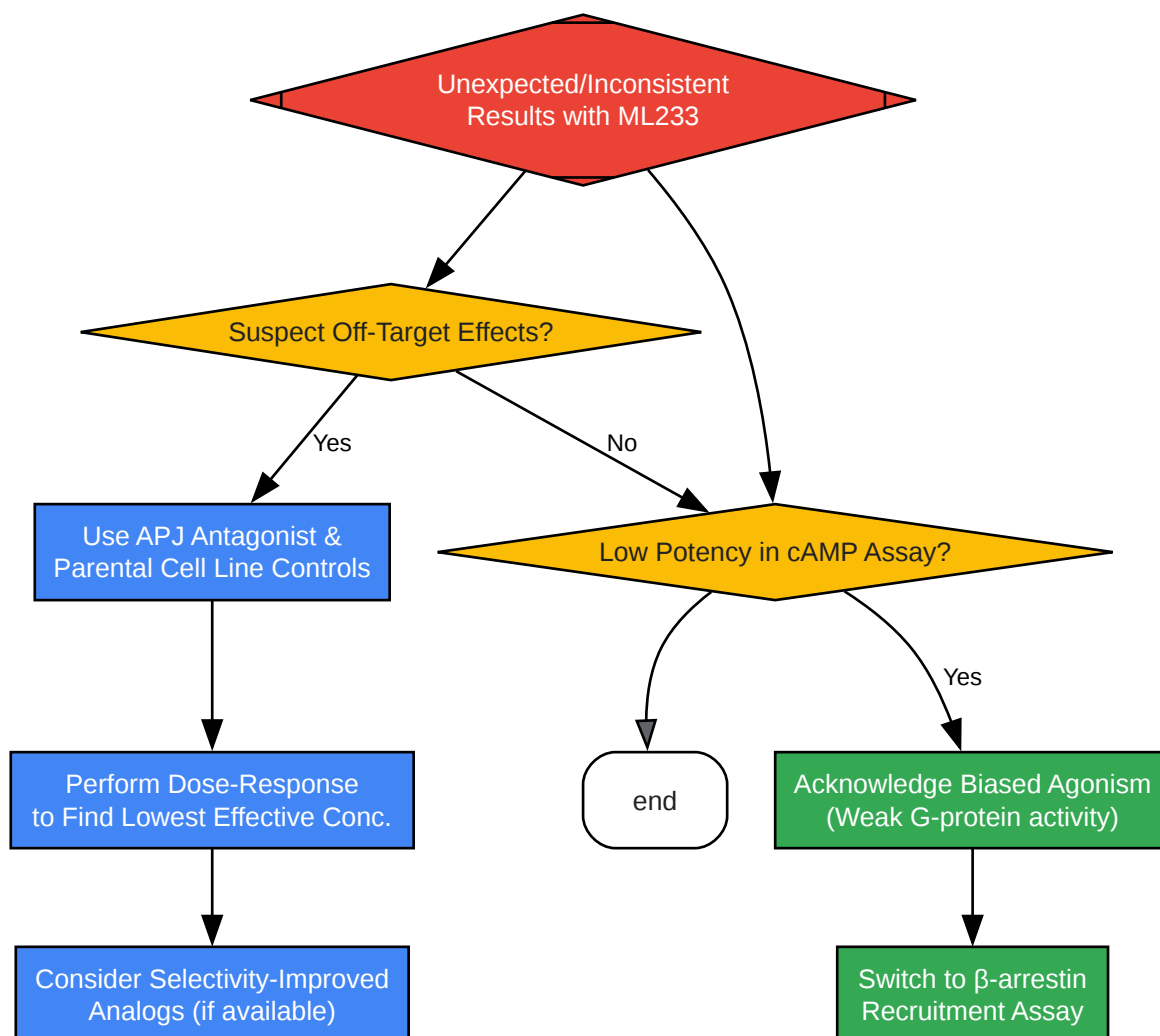 Unexpected/Inconsistent
Results with ML233
Suspect Off-Target Effects?
Yes
No
Use APJ Antagonist &
Parental Cell Line Controls
Low Potency in cAMP Assay?
Yes
Perform Dose-Response
to Find Lowest Effective Conc.
end
Acknowledge Biased Agonism
(Weak G-protein activity)
Consider Selectivity-Improved
Analogs (if available)
Switch to β-arrestin
Recruitment Assay